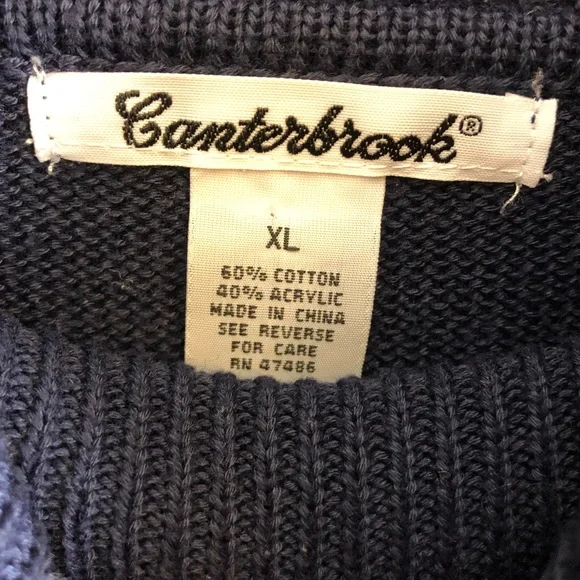 Canterbrook®
XL
60% COTTON
40% ACRYLIC
MADE IN CHINA
SEE REVERSE
FOR CARE
RN 47486